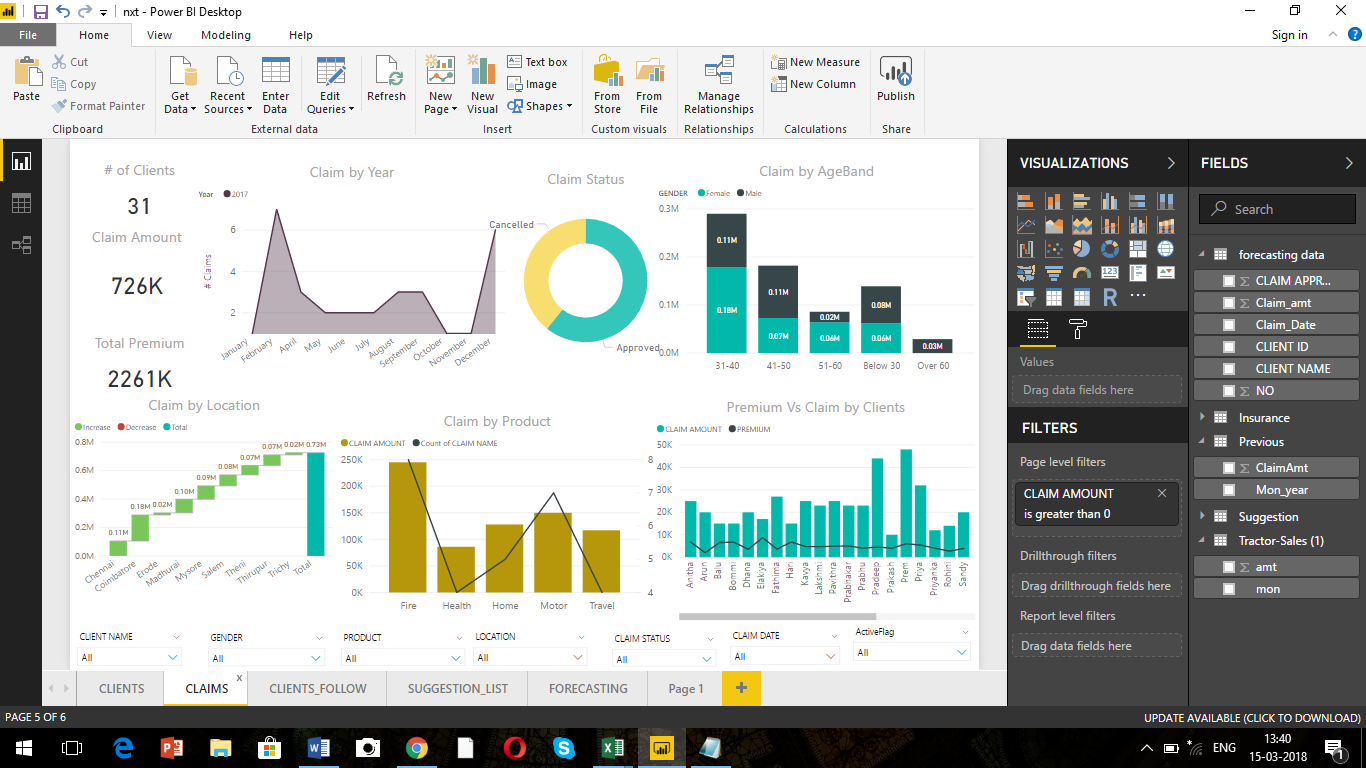 nxt - Power BI Desktop
File
Home
View
Modeling
Help
Sign in
Paste
Cut
Copy
Format Painter
Clipboard
Get Data
Recent Sources
Enter Data
Edit Queries
Refresh
External data
New Page
New Visual
Text box
Image
Shapes
Insert
From Store
From File
Custom visuals
Manage Relationships
Relationships
New Measure
New Column
Calculations
Publish
Share
# of Clients
31
Claim Amount
726K
Total Premium
2261K
Claim by Year
Year 2017
# Claims
6
4
2
January
February
April
May
June
July
August
September
October
November
December
Claim Status
Cancelled
Approved
Claim by AgeBand
GENDER Female Male
0.3M
0.2M
0.1M
0.0M
0.11M
0.18M
0.11M
0.07M
0.02M
0.06M
0.08M
0.06M
0.03M
31-40 41-50 51-60 Below 30 Over 60
Claim by Location
Increase Decrease Total
0.8M
0.6M
0.4M
0.2M
0.0M
0.11M
0.18M
0.02M
0.10M
0.09M
0.08M
0.07M
0.07M
0.02M
0.73M
Chennai
Coimbatore
Erode
Madhurai
Mysore
Salem
Theni
Thirupur
Trichy
Total
Claim by Product
CLAIM AMOUNT Count of CLAIM NAME
250K
200K
150K
100K
50K
0K
8
7
6
5
4
Fire Health Home Motor Travel
Premium Vs Claim by Clients
CLAIM AMOUNT PREMIUM
50K
40K
30K
20K
10K
0K
Anitha
Arun
Balu
Bommi
Dhana
Elakiya
Fathima
Hari
Kavya
Lakshmi
Pavithra
Prabhakar
Prabhu
Pradeep
Prakash
Prem
Priya
Priyanka
Rohini
Sandy
CLIENT NAME
All
GENDER
All
PRODUCT
All
LOCATION
All
CLAIM STATUS
All
CLAIM DATE
All
ActiveFlag
All
CLIENTS
CLAIMS
x
CLIENTS_FOLLOW
SUGGESTION_LIST
FORECASTING
Page 1
+
PAGE 5 OF 6
UPDATE AVAILABLE (CLICK TO DOWNLOAD)
VISUALIZATIONS
123
R
Values
Drag data fields here
FILTERS
Page level filters
CLAIM AMOUNT
is greater than 0
Drillthrough filters
Drag drillthrough fields here
Report level filters
Drag data fields here
FIELDS
Search
forecasting data
Σ CLAIM APPR...
Σ Claim_amt
Claim_Date
CLIENT ID
CLIENT NAME
Σ NO
Insurance
Previous
Σ ClaimAmt
Mon_year
Suggestion
Tractor-Sales (1)
Σ amt
mon
ENG
13:40
15-03-2018
1